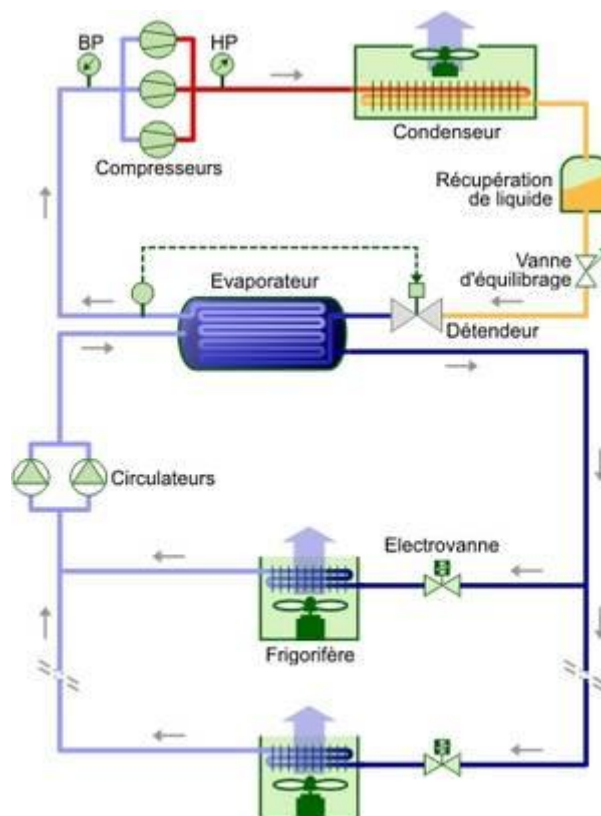 BP
HP
Compresseurs
Condenseur
Récupération
de liquide
Vanne
d'équilibrage
Evaporateur
Détendeur
Circulateurs
Electrovanne
Frigorifère